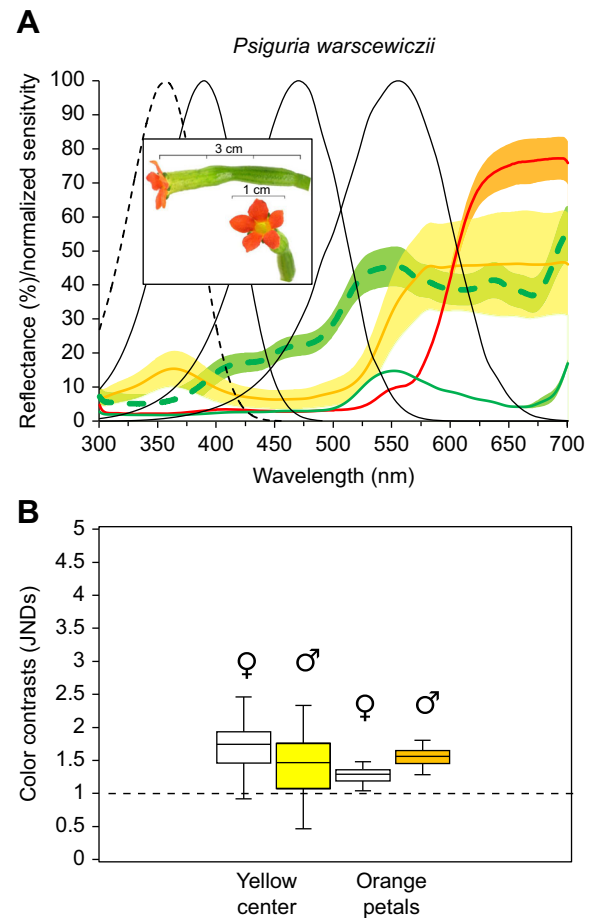 A
Psiguria warscewiczii
Reflectance (%)/normalized sensitvity
100
90
80
70
60
50
40
30
20
10
0
3 cm
1 cm
300 350 400 450 500 550 600 650 700
Wavelength (nm)
B
Color contrasts (JNDs)
5
4.5
4
3.5
3
2.5
2
1.5
1
0.5
0
♀ ♂ ♀ ♂
Yellow center
Orange petals